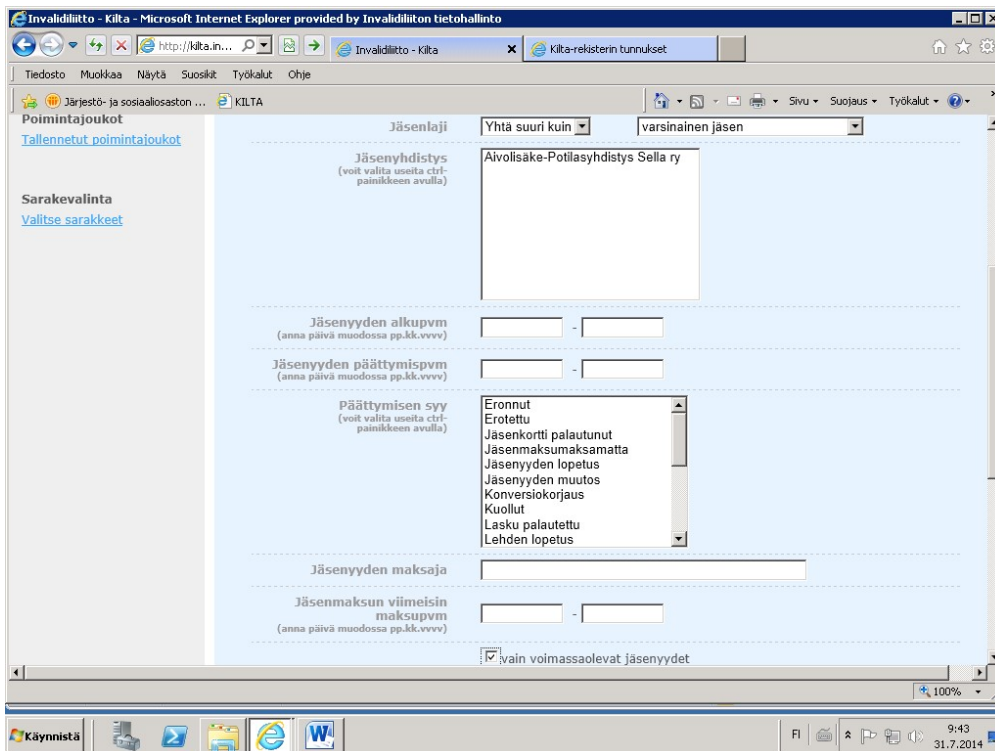 Invalidiliitto - Kilta - Microsoft Internet Explorer provided by Invalidiliiton tietohallinto
http://kilta.in...
Invalidiliitto - Kilta
Kilta-rekisterin tunnukset
Tiedosto Muokkaa Näytä Suosikit Työkalut Ohje
Järjestö- ja sosiaaliosaston ... KILTA
Sivu Suojaus Työkalut
Poimintajoukot
Tallennetut poimintajoukot
Sarakevalinta
Valitse sarakkeet
Jäsenlaji Yhtä suuri kuin varsinainen jäsen
Jäsenyhdistys
(voit valita useita ctrl-
painikkeen avulla)
Aivolisäke-Potilasyhdistys Sella ry
Jäsenyyden alkupvm
(anna päivä muodossa pp.kk.vvvv)
-
Jäsenyyden päättymispvm
(anna päivä muodossa pp.kk.vvvv)
-
Päättymisen syy
(voit valita useita ctrl-
painikkeen avulla)
Eronnut
Erotettu
Jäsenkortti palautunut
Jäsenmaksumaksamatta
Jäsenyyden lopetus
Jäsenyyden muutos
Konversiokorjaus
Kuollut
Lasku palautettu
Lehden lopetus
Jäsenyyden maksaja
Jäsenmaksun viimeisin
maksupvm
(anna päivä muodossa pp.kk.vvvv)
-
vain voimassaolevat jäsenyydet
100%
Käynnistä
FI
9:43
31.7.2014